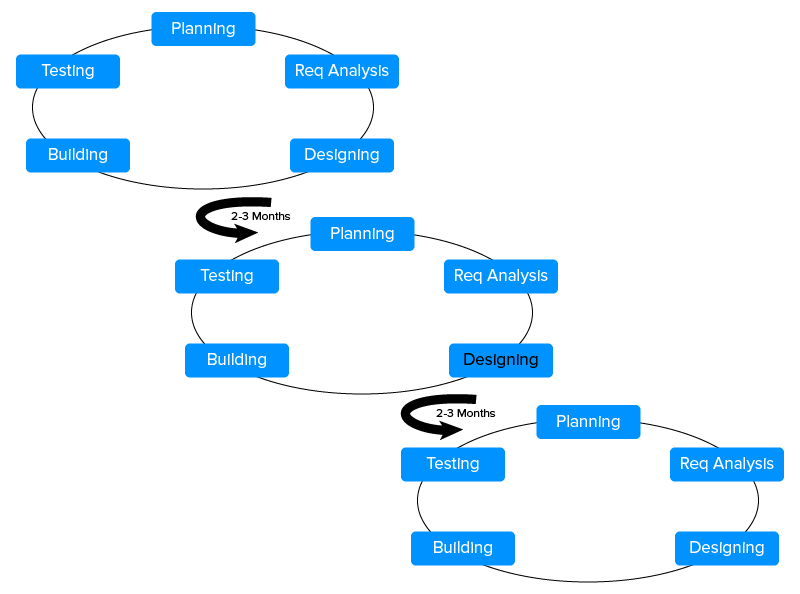 Planning
Testing
Req Analysis
Building
Designing
2-3 Months
Planning
Testing
Req Analysis
Building
Designing
2-3 Months
Planning
Testing
Req Analysis
Building
Designing